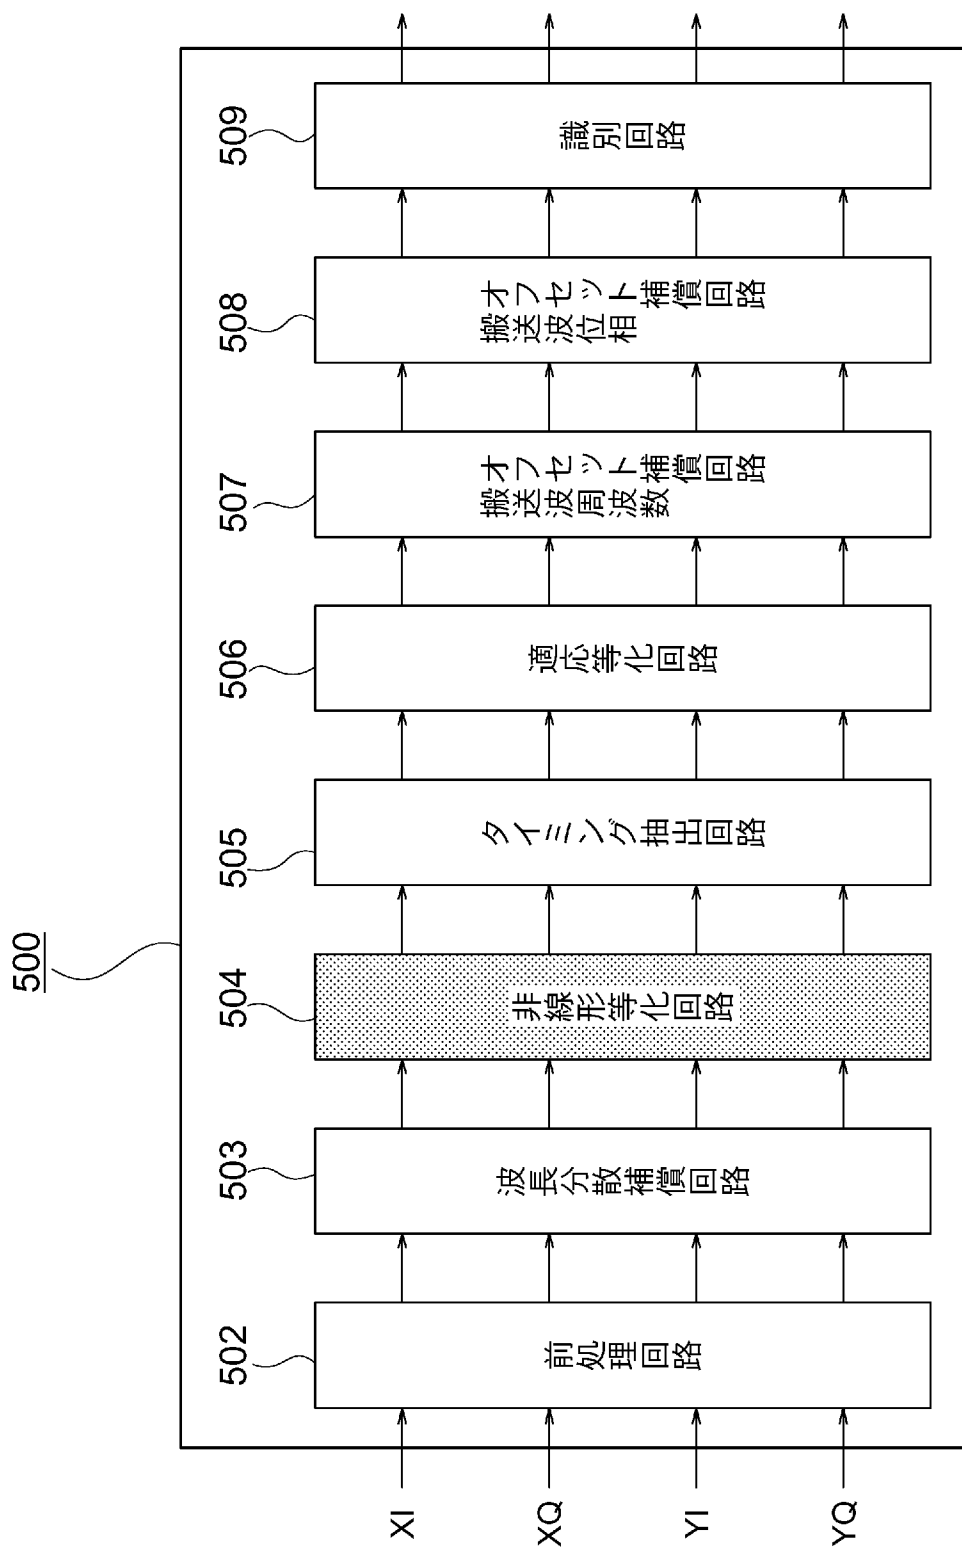 500
502
503
504
505
506
507
508
509
XI
XQ
YI
YQ
前処理回路
波長分散補償回路
非線形等化回路
タイミング抽出回路
適応等化回路
搬送波周波数
オフセット補償回路
搬送波位相
オフセット補償回路
識別回路